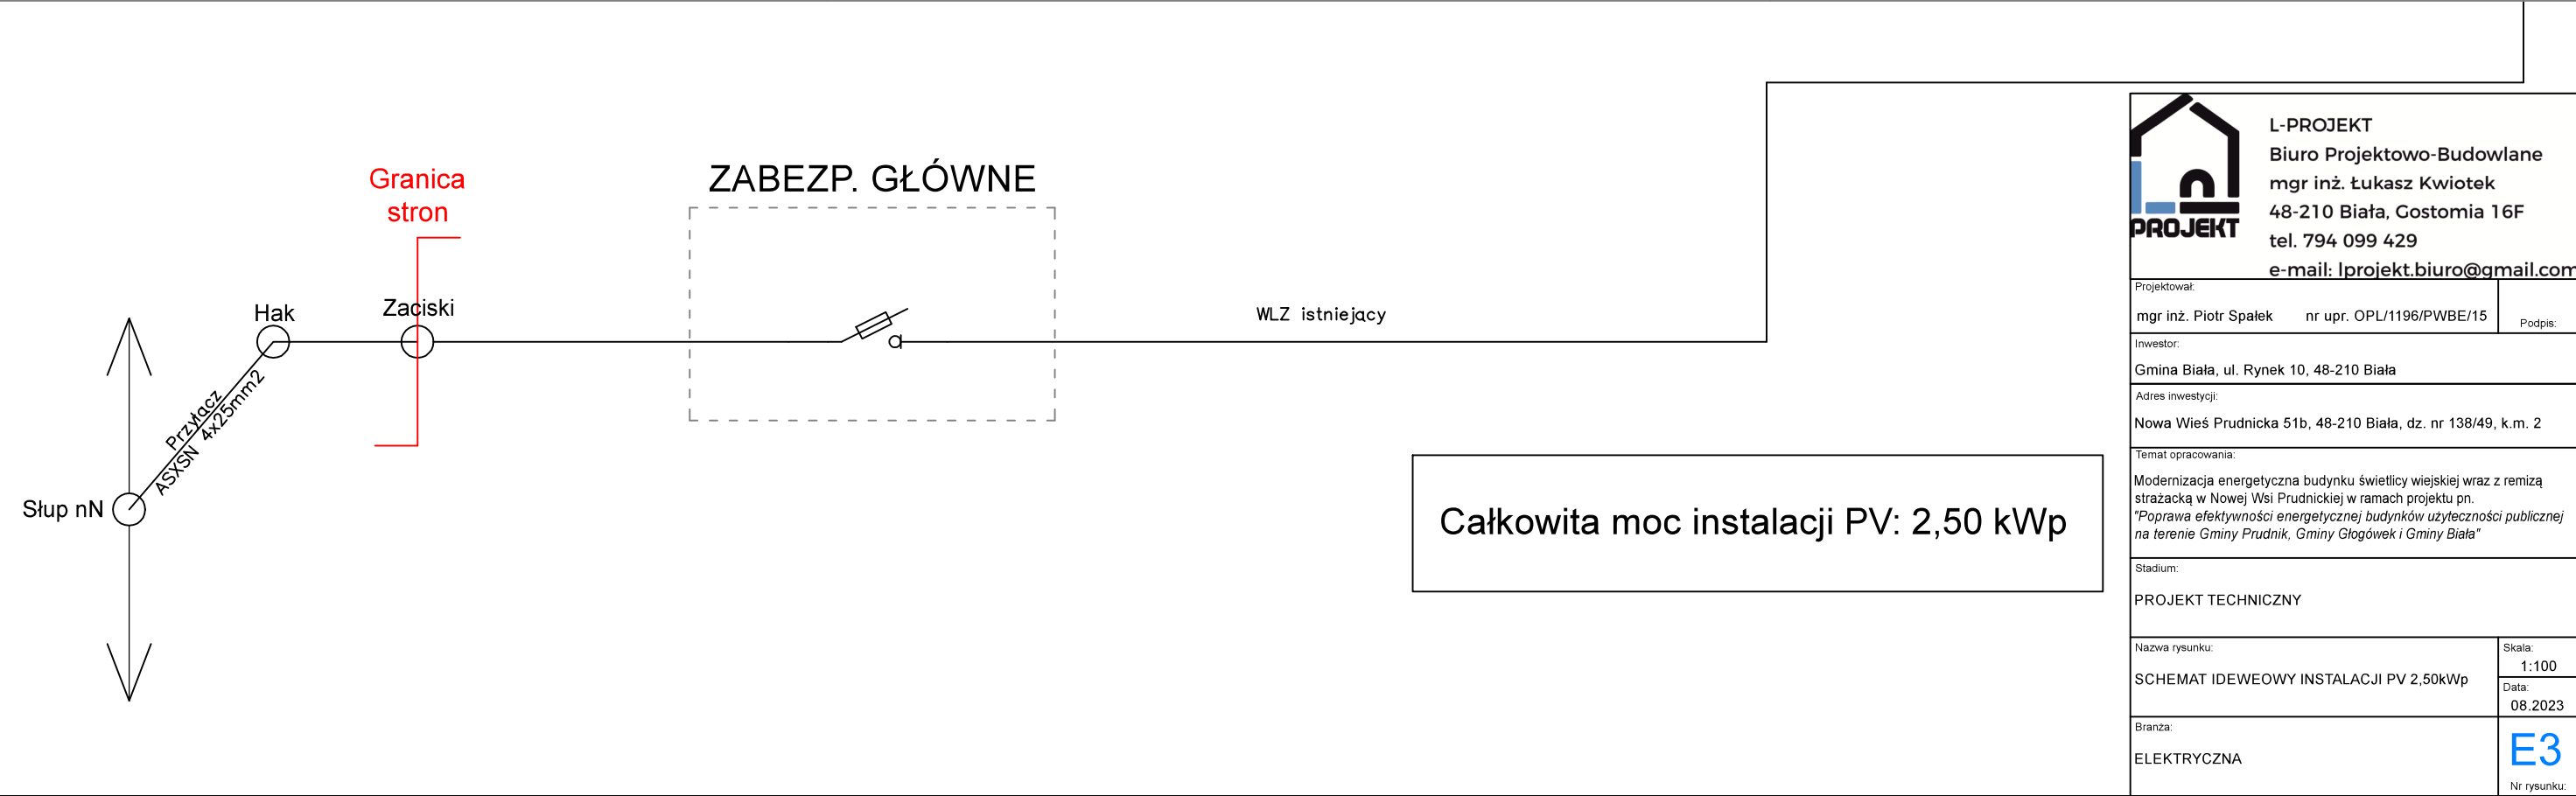 Granica
stron
ZABEZP. GŁÓWNE
Hak
Zaciski
WLZ istniejący
Przyłącz
ASXSN 4x25mm2
Słup nN
Całkowita moc instalacji PV: 2,50 kWp
PROJEKT
L-PROJEKT
Biuro Projektowo-Budowlane
mgr inż. Łukasz Kwiotek
48-210 Biała, Gostomia 16F
tel. 794 099 429
e-mail: lprojekt.biuro@gmail.com
Projektował:
mgr inż. Piotr Spałek nr upr. OPL/1196/PWBE/15
Podpis:
Inwestor:
Gmina Biała, ul. Rynek 10, 48-210 Biała
Adres inwestycji:
Nowa Wieś Prudnicka 51b, 48-210 Biała, dz. nr 138/49, k.m. 2
Temat opracowania:
Modernizacja energetyczna budynku świetlicy wiejskiej wraz z remizą
strażacką w Nowej Wsi Prudnickiej w ramach projektu pn.
"Poprawa efektywności energetycznej budynków użyteczności publicznej
na terenie Gminy Prudnik, Gminy Głogówek i Gminy Biała"
Stadium:
PROJEKT TECHNICZNY
Nazwa rysunku:
SCHEMAT IDEWEOWY INSTALACJI PV 2,50kWp
Skala:
1:100
Data:
08.2023
Branża:
ELEKTRYCZNA
E3
Nr rysunku: